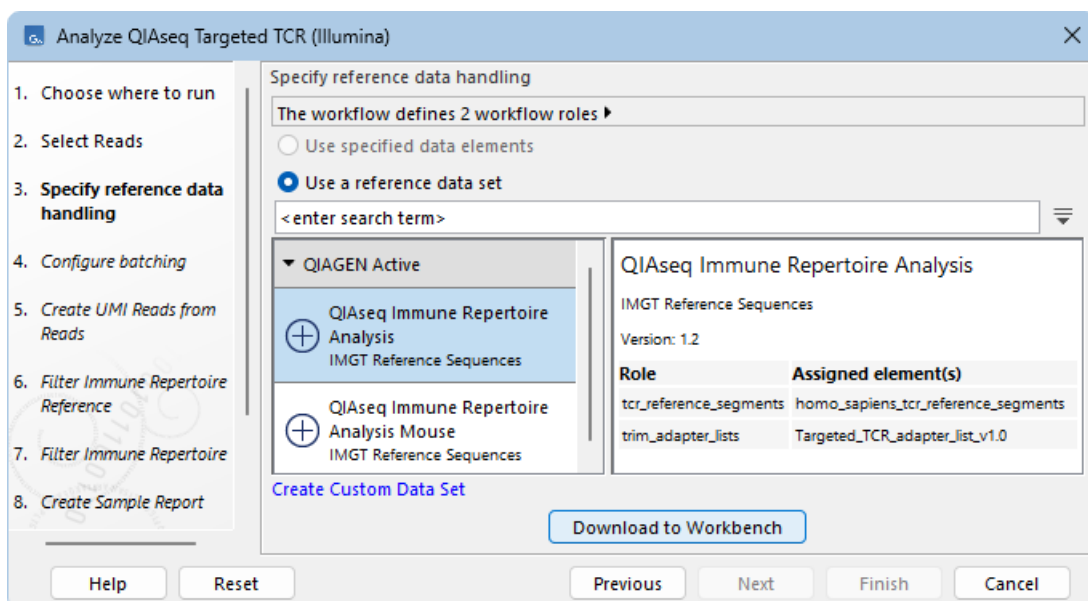 Analyze QIAseq Targeted TCR (Illumina)
1. Choose where to run
2. Select Reads
3. Specify reference data
handling
4. Configure batching
5. Create UMI Reads from
Reads
6. Filter Immune Repertoire
Reference
7. Filter Immune Repertoire
8. Create Sample Report
Specify reference data handling
The workflow defines 2 workflow roles
Use specified data elements
Use a reference data set
<enter search term>
QIAGEN Active
QIAseq Immune Repertoire
Analysis
IMGT Reference Sequences
QIAseq Immune Repertoire
Analysis Mouse
IMGT Reference Sequences
QIAseq Immune Repertoire Analysis
IMGT Reference Sequences
Version: 1.2
Role Assigned element(s)
tcr_reference_segments homo_sapiens_tcr_reference_segments
trim_adapter_lists Targeted_TCR_adapter_list_v1.0
Create Custom Data Set
Download to Workbench
Help Reset Previous Next Finish Cancel